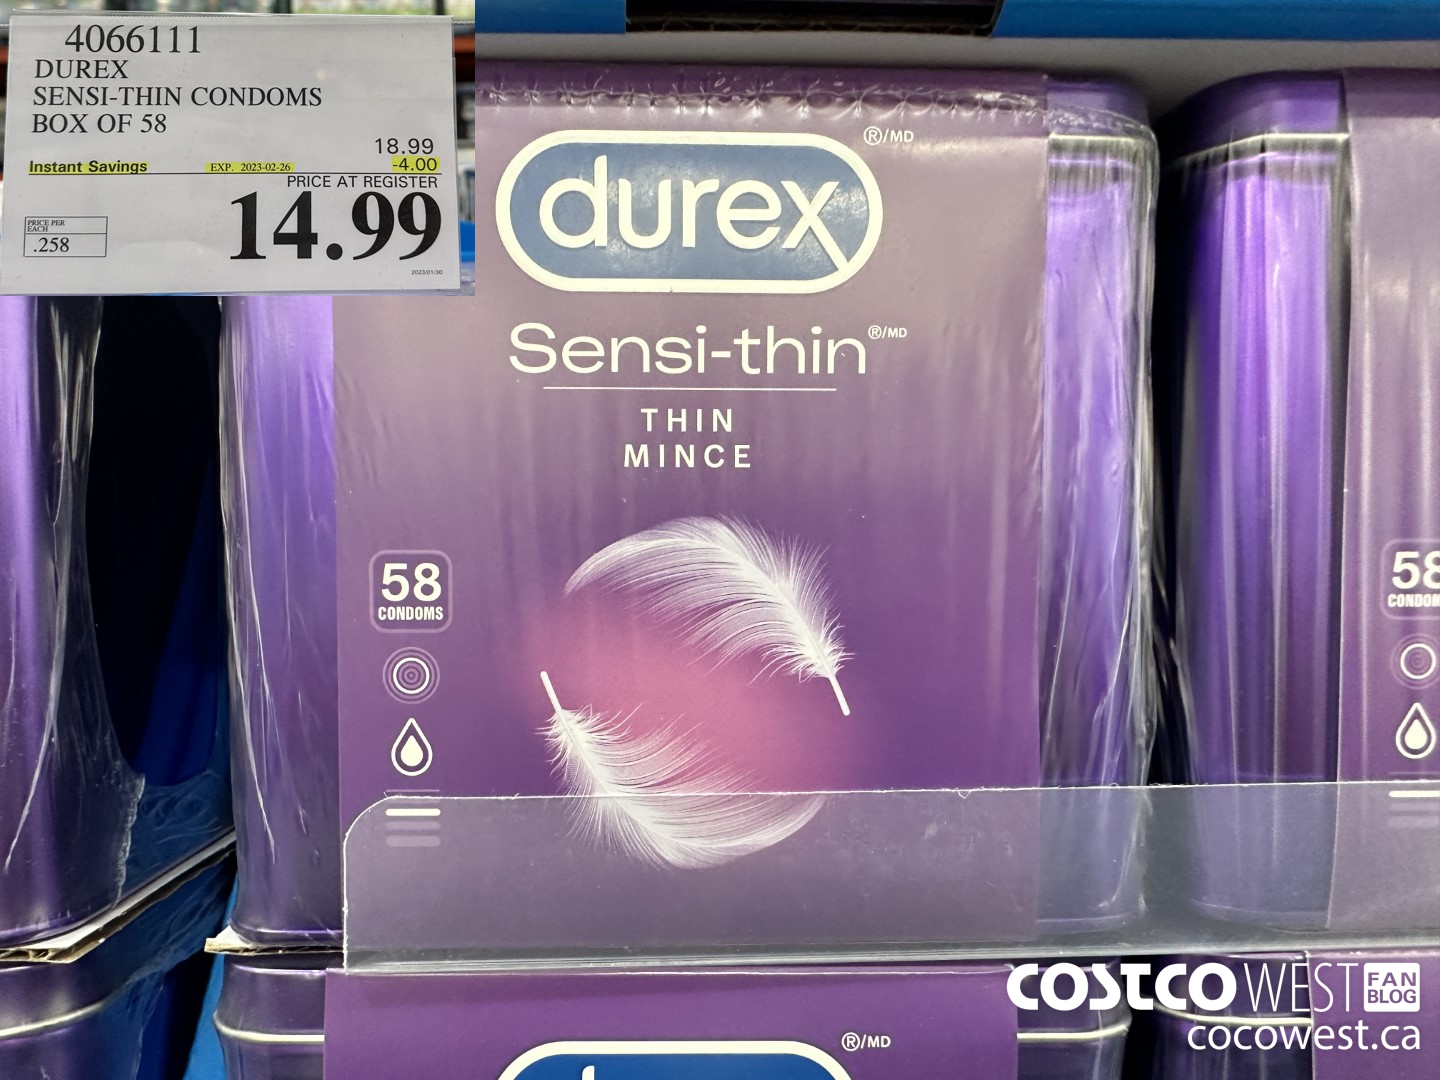 4066111
DUREX
SENSI-THIN CONDOMS
BOX OF 58
18.99
Instant Savings EXP. 2023-02-26 -4.00
PRICE AT REGISTER
14.99
PRICE PER
EACH
.258
2023/01/30
durex ®/MD
Sensi-thin ®/MD
THIN
MINCE
58
CONDOMS
58
CONDOM
®/MD
COSTCO WEST FAN BLOG
cocowest.ca